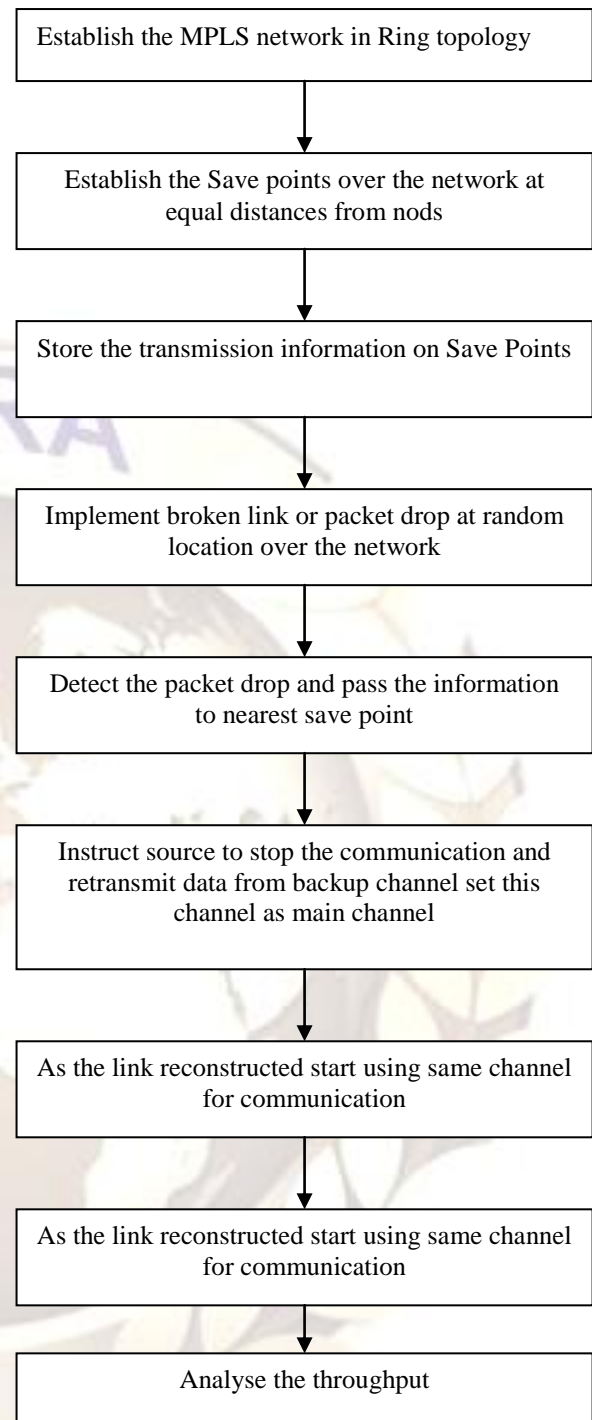 Establish the MPLS network in Ring topology
Establish the Save points over the network at
equal distances from nods
Store the transmission information on Save Points
RA
Implement broken link or packet drop at random
location over the network
Detect the packet drop and pass the information
to nearest save point
Instruct source to stop the communication and
retransmit data from backup channel set this
channel as main channel
As the link reconstructed start using same channel
for communication
As the link reconstructed start using same channel
for communication
Analyse the throughput